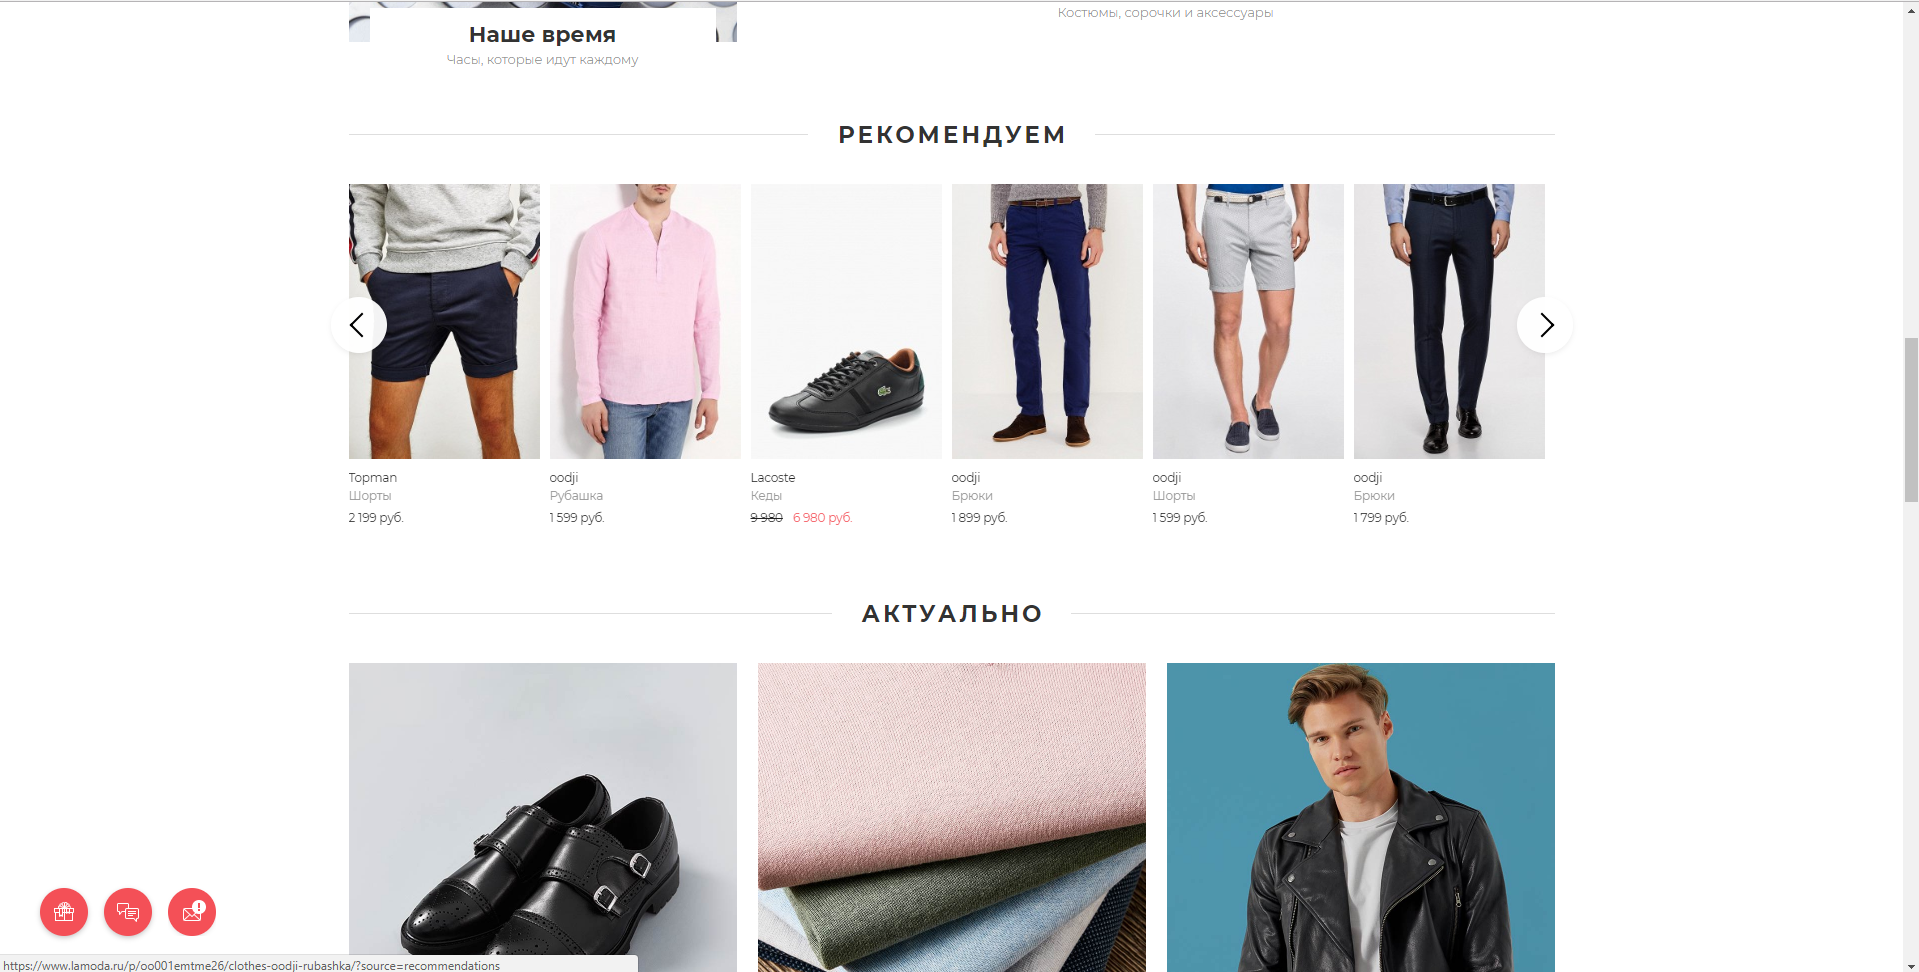 Костюмы, сорочки и аксессуары
Наше время
Часы, которые идут каждому
РЕКОМЕНДУЕМ
Topman
Шорты
2 199 руб.
oodji
Рубашка
1 599 руб.
Lacoste
Кеды
9 980 6 980 руб.
oodji
Брюки
1 899 руб.
oodji
Шорты
1 599 руб.
oodji
Брюки
1 799 руб.
АКТУАЛЬНО
https://www.lamoda.ru/p/oo001emtme26/clothes-oodji-rubashka/?source=recommendations